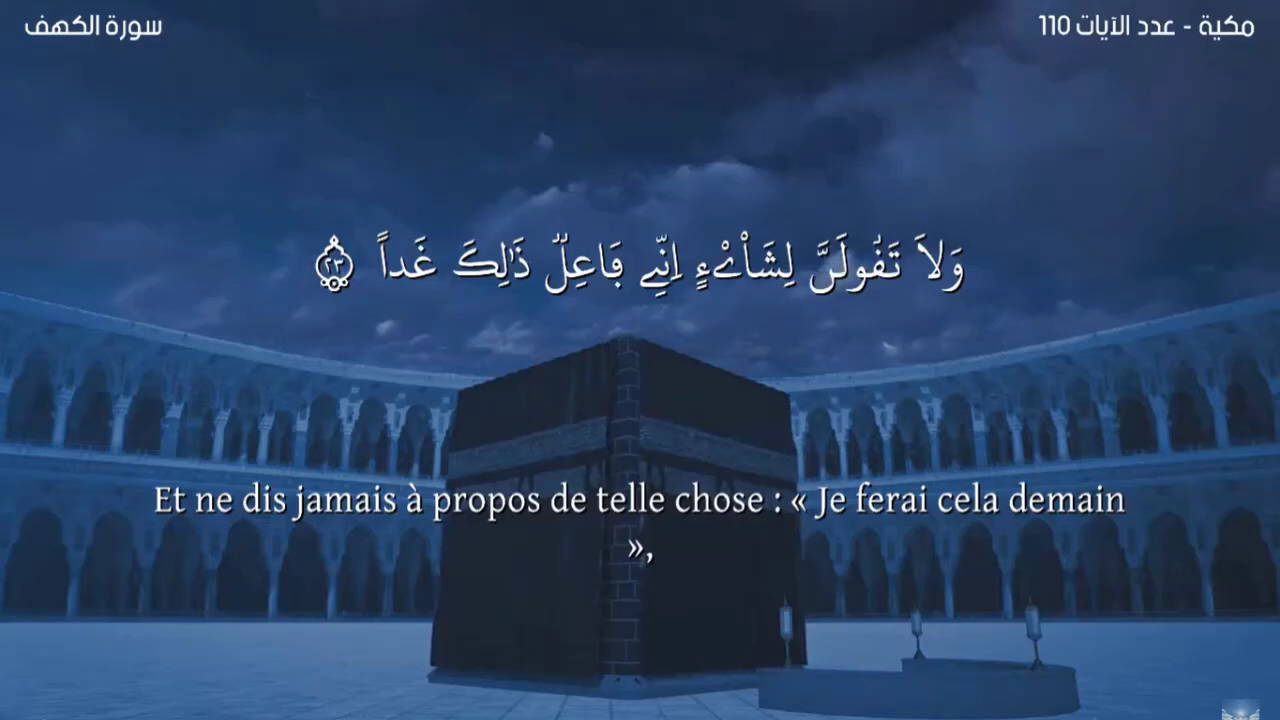 سورة الكهف
مكية - عدد الآيات 110
وَلَا تَقُولَنَّ لِشَاْےْءٍ اِنِّے فَاعِلٌ ذَٰلِكَ غَداً ٢٣
Et ne dis jamais à propos de telle chose : « Je ferai cela demain
»,